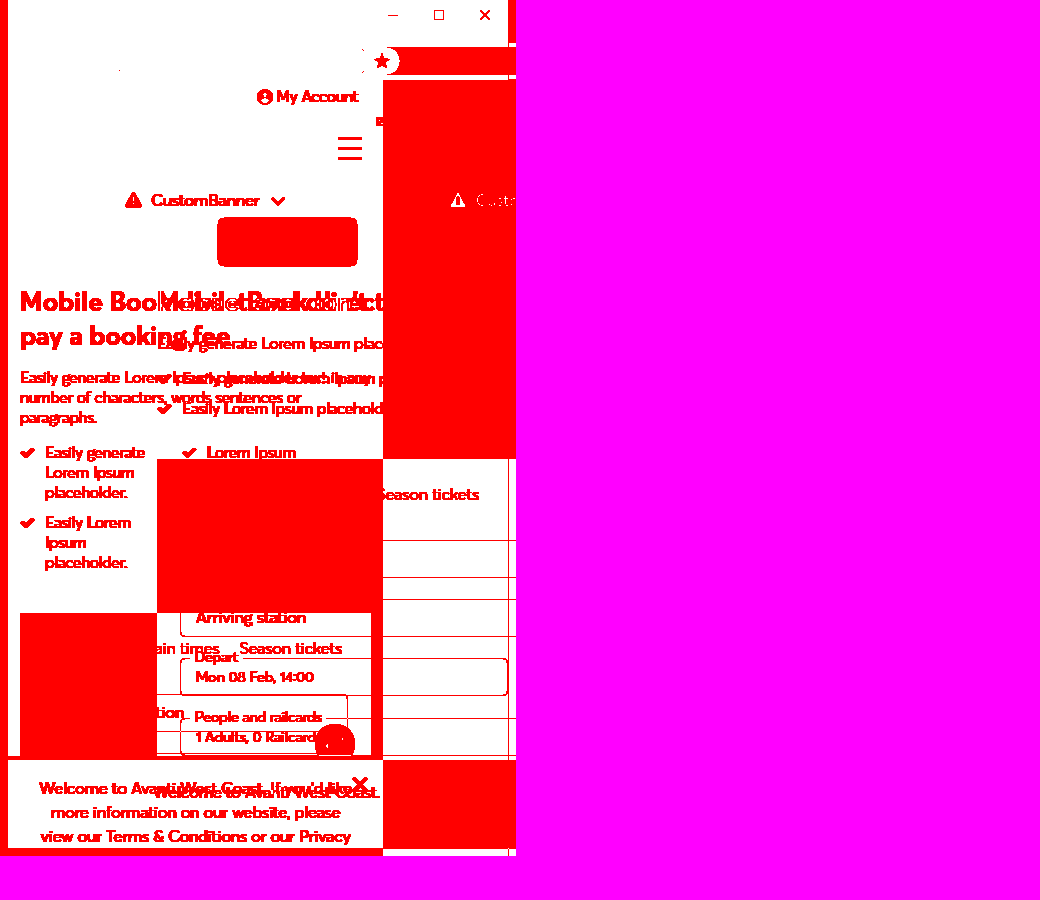 My Account
CustomBanner
Mobile Boo
pay a booking fee
Easily generate Lorem Ipsum plac
Easily generate Lorem Ipsum placeholder
number of characters, words sentences or
paragraphs.
Easily Lorem Ipsum placehold
Easily generate
Lorem Ipsum
placeholder.
Lorem Ipsum
Season tickets
Easily Lorem
Ipsum
placeholder.
Arriving station
ain times Season tickets
Depart
Mon 08 Feb, 14:00
tion
People and railcards
1 Adults, 0 Railcard
Welcome to Avanti West Coast. If you'd like
Welcome to Avanti West Coast.
more information on our website, please
view our Terms & Conditions or our Privacy